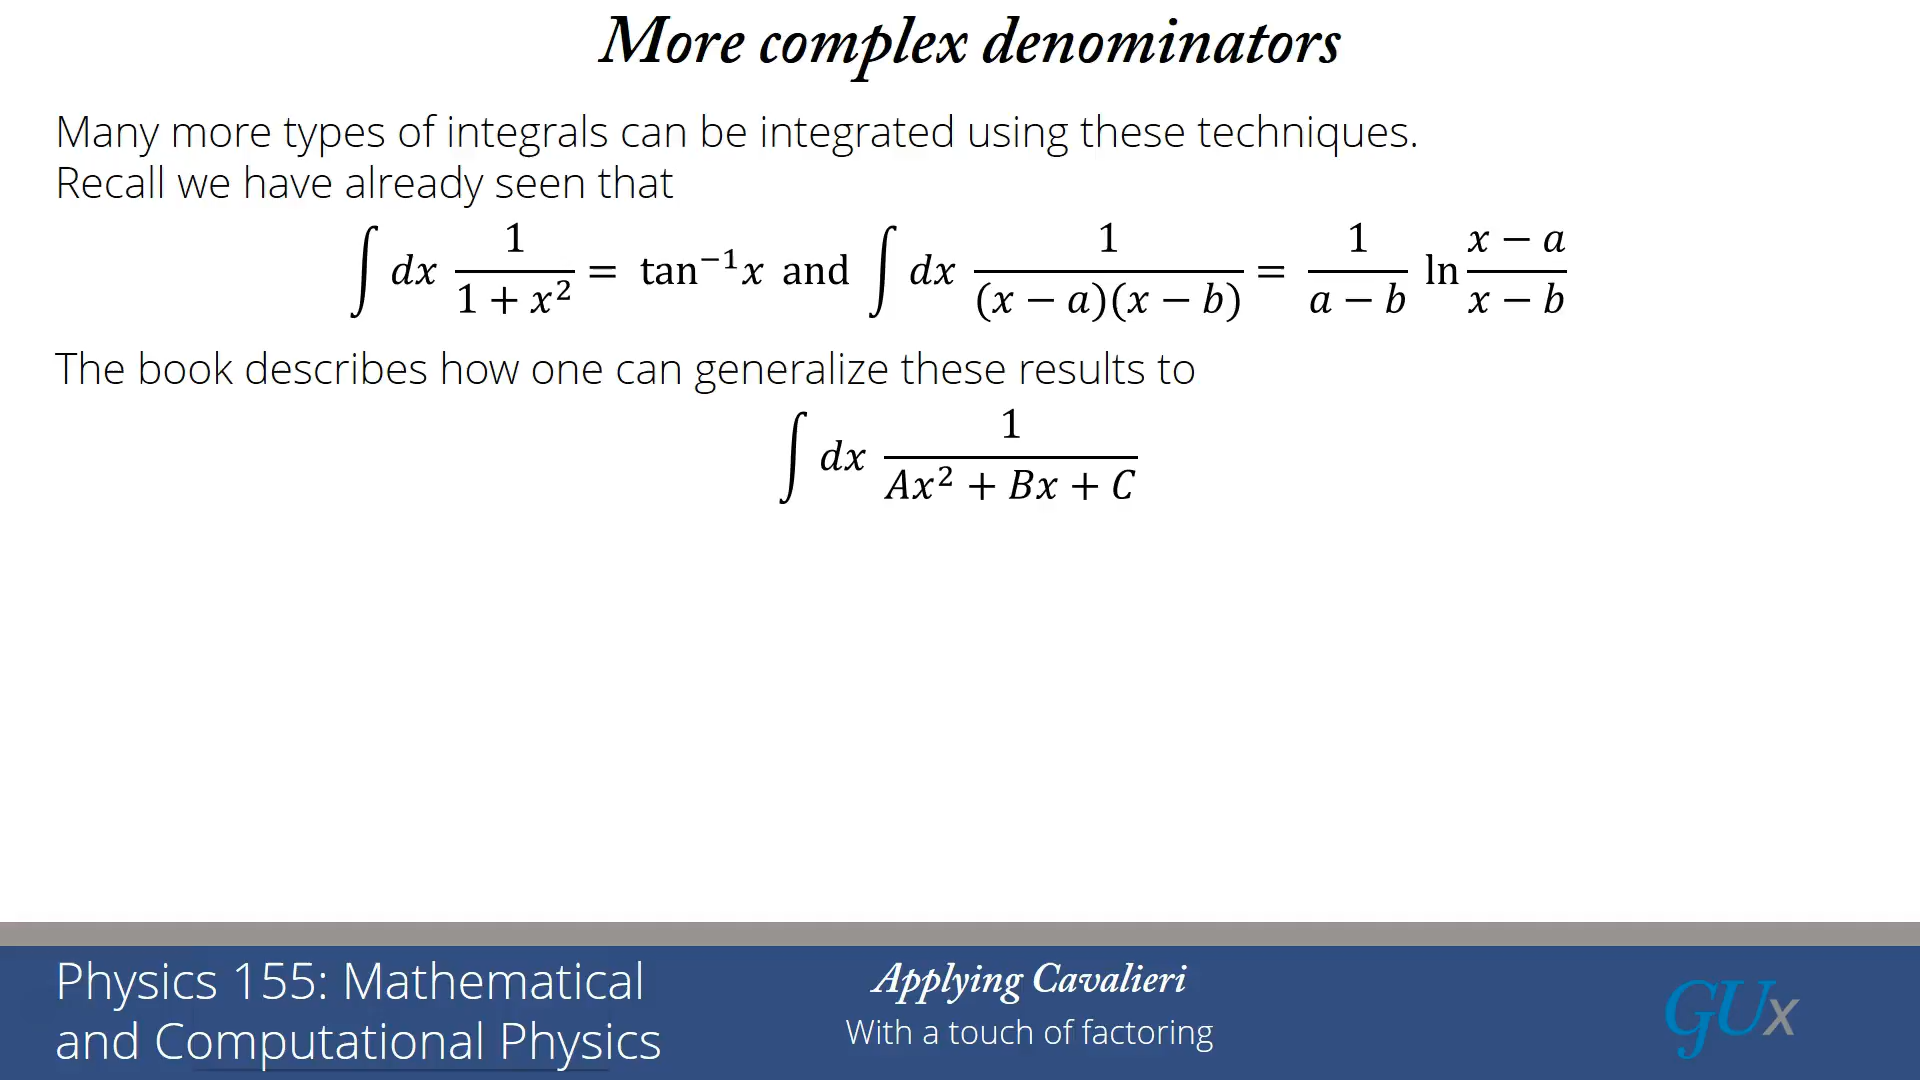 More complex denominators
Many more types of integrals can be integrated using these techniques.
Recall we have already seen that
∫ dx 1/(1 + x²) = tan⁻¹x and ∫ dx 1/((x − a)(x − b)) = 1/(a − b) ln (x − a)/(x − b)
The book describes how one can generalize these results to
∫ dx 1/(Ax² + Bx + C)
Physics 155: Mathematical
and Computational Physics
Applying Cavalieri
With a touch of factoring
GUx